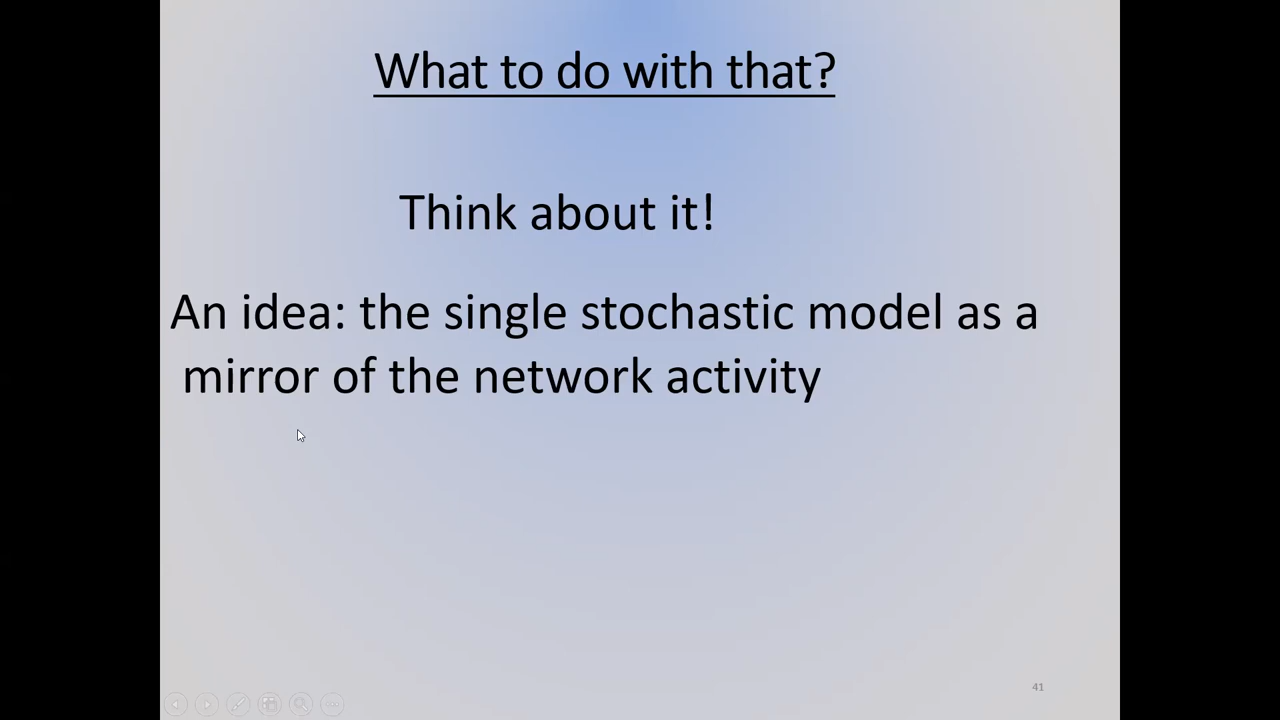 What to do with that?
Think about it!
An idea: the single stochastic model as a
mirror of the network activity
41